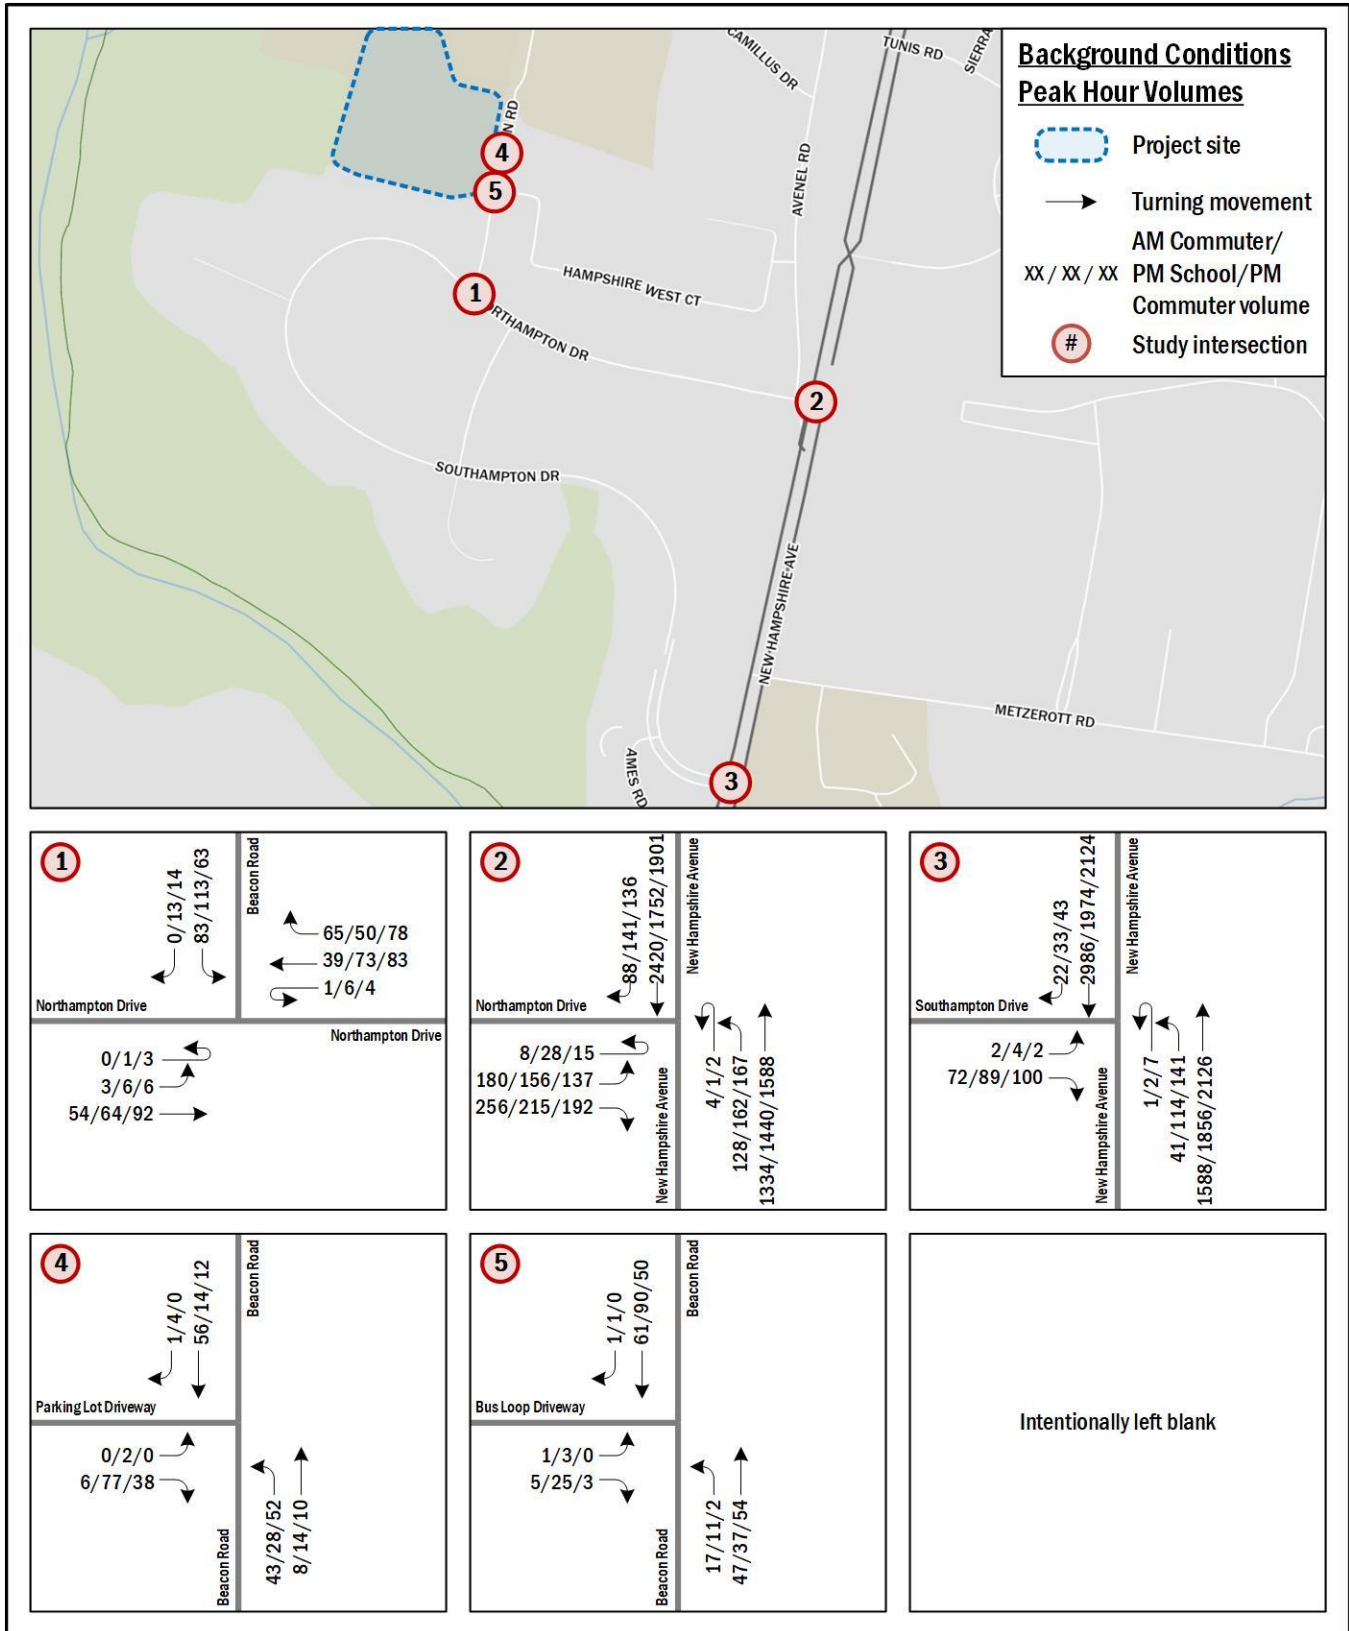 CAMILLUS DR
TUNIS RD
SIERRA
N RD
AVENEL RD
4
5
1
HAMPSHIRE WEST CT
ORTHAMPTON DR
2
SOUTHAMPTON DR
NEW HAMPSHIRE AVE
METZEROTT RD
AMES RD
3
Background Conditions
Peak Hour Volumes
Project site
Turning movement
XX / XX / XX
AM Commuter/
PM School/PM
Commuter volume
#
Study intersection
1
0/13/14
83/113/63
Beacon Road
65/50/78
39/73/83
1/6/4
Northampton Drive
Northampton Drive
0/1/3
3/6/6
54/64/92
2
88/141/136
2420/1752/1901
New Hampshire Avenue
Northampton Drive
8/28/15
180/156/137
256/215/192
New Hampshire Avenue
4/1/2
128/162/167
1334/1440/1588
3
22/33/43
2986/1974/2124
New Hampshire Avenue
Southampton Drive
2/4/2
72/89/100
New Hampshire Avenue
1/2/7
41/114/141
1588/1856/2126
4
1/4/0
56/14/12
Beacon Road
Parking Lot Driveway
0/2/0
6/77/38
Beacon Road
43/28/52
8/14/10
5
1/1/0
61/90/50
Beacon Road
Bus Loop Driveway
1/3/0
5/25/3
Beacon Road
17/11/2
47/37/54
Intentionally left blank